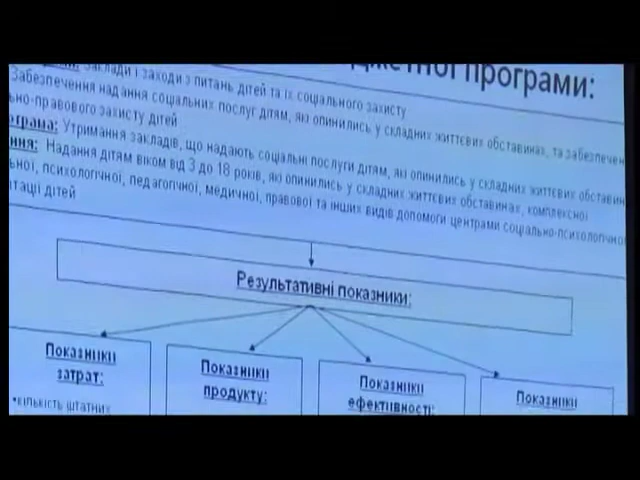 програми:
Заклади і заходи з питань дітей та їх соціального захисту
Забезпечення надання соціальних послуг дітям, які опинились у складних життєвих обставинах, та забезпечен
но-правового захисту дітей
Утримання закладів, що надають соціальні послуги дітям, які опинились у складних життєвих обставин
Надання дітям віком від 3 до 18 років, які опинились у складних життєвих обставинах, комплексної
психологічної, педагогічної, медичної, правової та інших видів допомоги центрами соціально-психологічної
дітей
Результативні показники:
Показники
затрат:
•кількість штатних
Показники
продукту:
Показники
ефективності:
Показники